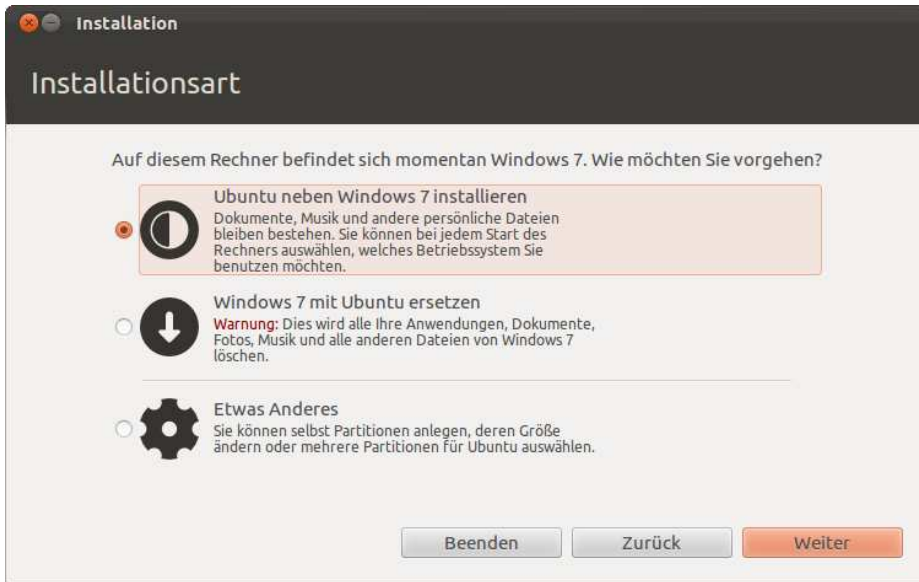 Installation
Installationsart
Auf diesem Rechner befindet sich momentan Windows 7. Wie möchten Sie vorgehen?
Ubuntu neben Windows 7 installieren
Dokumente, Musik und andere persönliche Dateien
bleiben bestehen. Sie können bei jedem Start des
Rechners auswählen, welches Betriebssystem Sie
benutzen möchten.
Windows 7 mit Ubuntu ersetzen
Warnung: Dies wird alle Ihre Anwendungen, Dokumente,
Fotos, Musik und alle anderen Dateien von Windows 7
löschen.
Etwas Anderes
Sie können selbst Partitionen anlegen, deren Größe
ändern oder mehrere Partitionen für Ubuntu auswählen.
Beenden
Zurück
Weiter